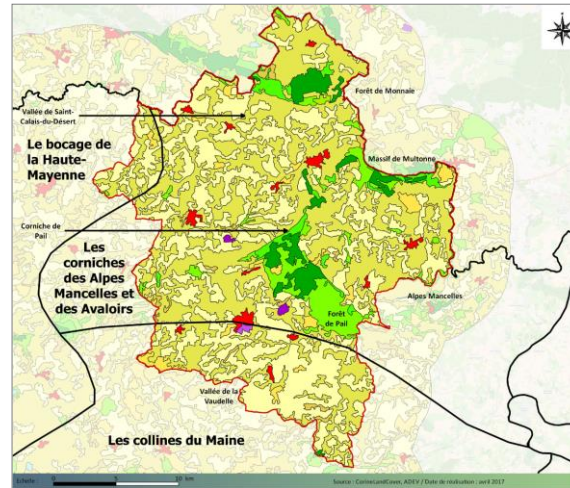 Forêt de Monnaie
Vallée de Saint-
Calais-du-Désert
Le bocage de
la Haute-
Mayenne
Massif de Multonne
Corniche de
Pail
Les
corniches
des Alpes
Mancelles et
des Avaloirs
Alpes Mancelles
Forêt
de Pail
Vallée de la
Vaudelle
Les collines du Maine
Echelle : 0 5 10 km
Source : CorineLandCover, ADEV / Date de réalisation : avril 2017